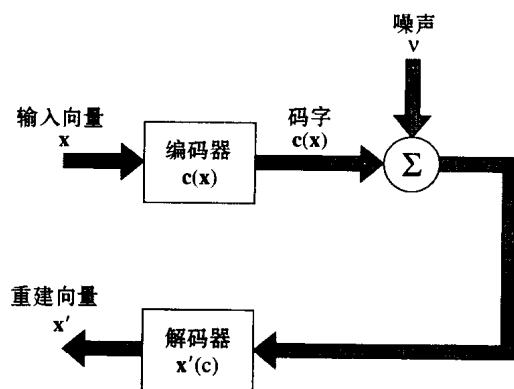 噪声
ν
输入向量
x
编码器
c(x)
码字
c(x)
Σ
重建向量
x′
解码器
x′(c)